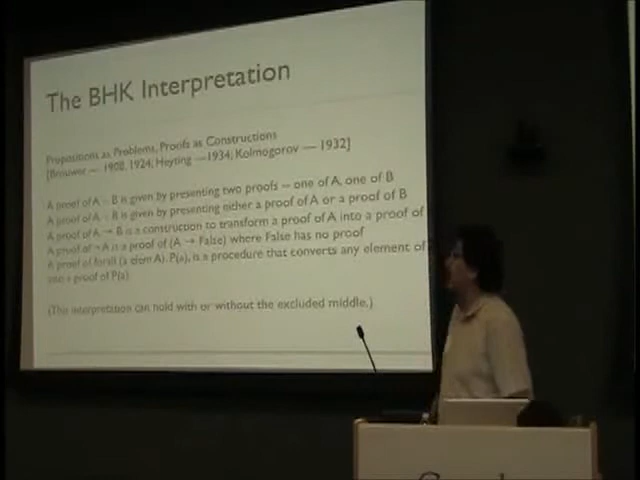 The BHK Interpretation
Propositions as Problems, Proofs as Constructions
[Brouwer — 1908, 1924; Heyting —1934; Kolmogorov — 1932]
A proof of A B is given by presenting two proofs – one of A, one of B
A proof of A B is given by presenting either a proof of A or a proof of B
A proof of A → B is a construction to transform a proof of A into a proof of
A proof of ¬A is a proof of (A → False) where False has no proof
A proof of forall (a elem A). P(a), is a procedure that converts any element of
into a proof of P(a).
(This interpretation can hold with or without the excluded middle.)